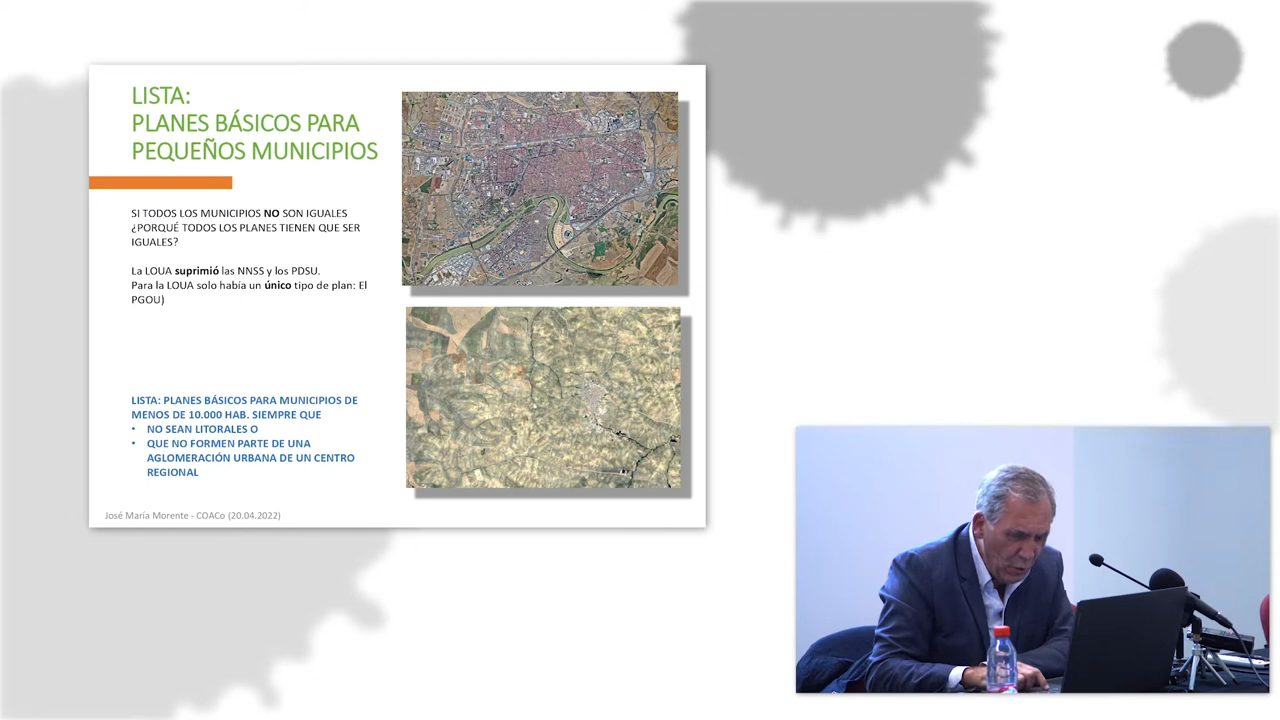 LISTA:
PLANES BÁSICOS PARA
PEQUEÑOS MUNICIPIOS
SI TODOS LOS MUNICIPIOS NO SON IGUALES
¿PORQUÉ TODOS LOS PLANES TIENEN QUE SER
IGUALES?
La LOUA suprimió las NNSS y los PDSU.
Para la LOUA solo había un único tipo de plan: El
PGOU)
LISTA: PLANES BÁSICOS PARA MUNICIPIOS DE
MENOS DE 10.000 HAB. SIEMPRE QUE
• NO SEAN LITORALES O
• QUE NO FORMEN PARTE DE UNA
AGLOMERACIÓN URBANA DE UN CENTRO
REGIONAL
José María Morente - COACo (20.04.2022)